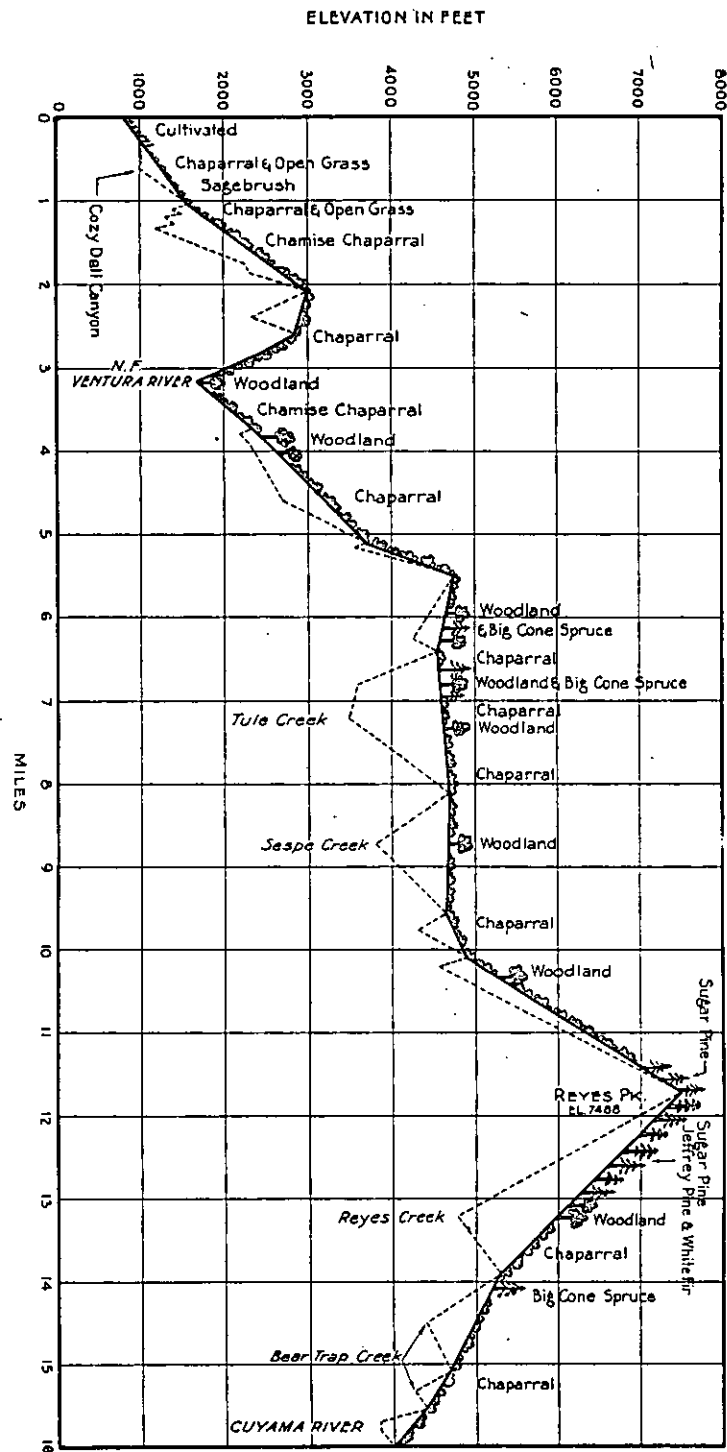 ELEVATION IN FEET
0
1000
2000
3000
4000
5000
6000
7000
8000
0
Cultivated
Chaparral & Open Grass
Sagebrush
1
Chaparral & Open Grass
Cozy Dall Canyon
Chamise Chaparral
2
Chaparral
3
N.F.
VENTURA RIVER
Woodland
Chamise Chaparral
Woodland
4
Chaparral
5
6
Woodland
& Big Cone Spruce
Chaparral
Woodland & Big Cone Spruce
7
Chaparral
Tule Creek
Woodland
MILES
8
Chaparral
Sespe Creek
Woodland
9
Chaparral
10
Woodland
11
Sugar Pine
REYES PK.
EL. 7488
12
Sugar Pine
Jeffrey Pine & White Fir
13
Reyes Creek
Woodland
Chaparral
14
Big Cone Spruce
Bear Trap Creek
15
Chaparral
CUYAMA RIVER
16